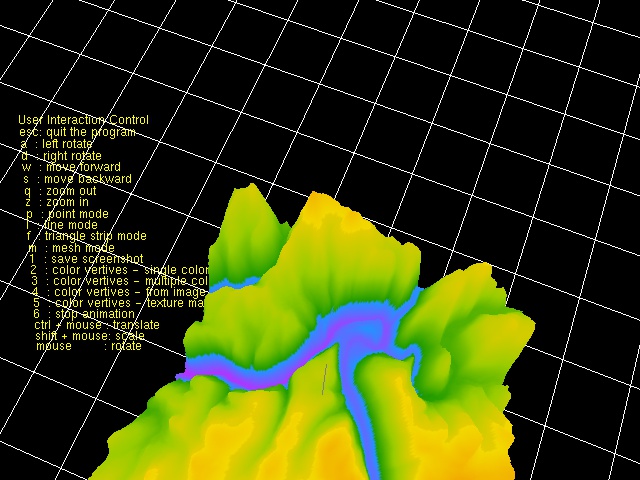 User Interaction Control
esc: quit the program
a : left rotate
d : right rotate
w : move forward
s : move backward
q : zoom out
z : zoom in
p : point mode
l : line mode
f : triangle strip mode
m : mesh mode
1 : save screenshot
2 : color vertives - single color
3 : color vertives - multiple col
4 : color vertives - from image
5 : color vertives - texture ma
6 : stop animation
ctrl + mouse : translate
shift + mouse: scale
mouse : rotate